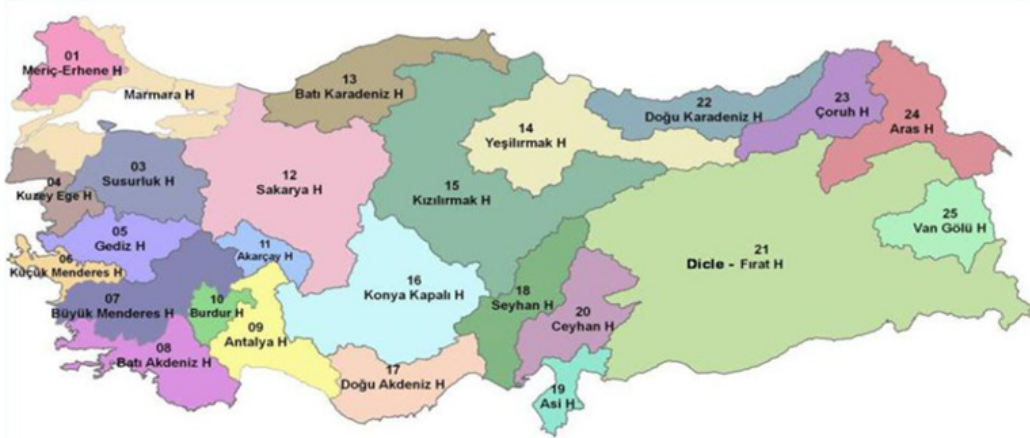 01
Meriç-Erhene H
Marmara H
03
Susurluk H
04
Kuzey Ege H
05
Gediz H
06
Küçük Menderes H
07
Büyük Menderes H
08
Batı Akdeniz H
09
Antalya H
10
Burdur H
11
Akarçay H
12
Sakarya H
13
Batı Karadeniz H
14
Yeşilırmak H
15
Kızılırmak H
16
Konya Kapalı H
17
Doğu Akdeniz H
18
Seyhan H
19
Asi H
20
Ceyhan H
21
Dicle - Fırat H
22
Doğu Karadeniz H
23
Çoruh H
24
Aras H
25
Van Gölü H